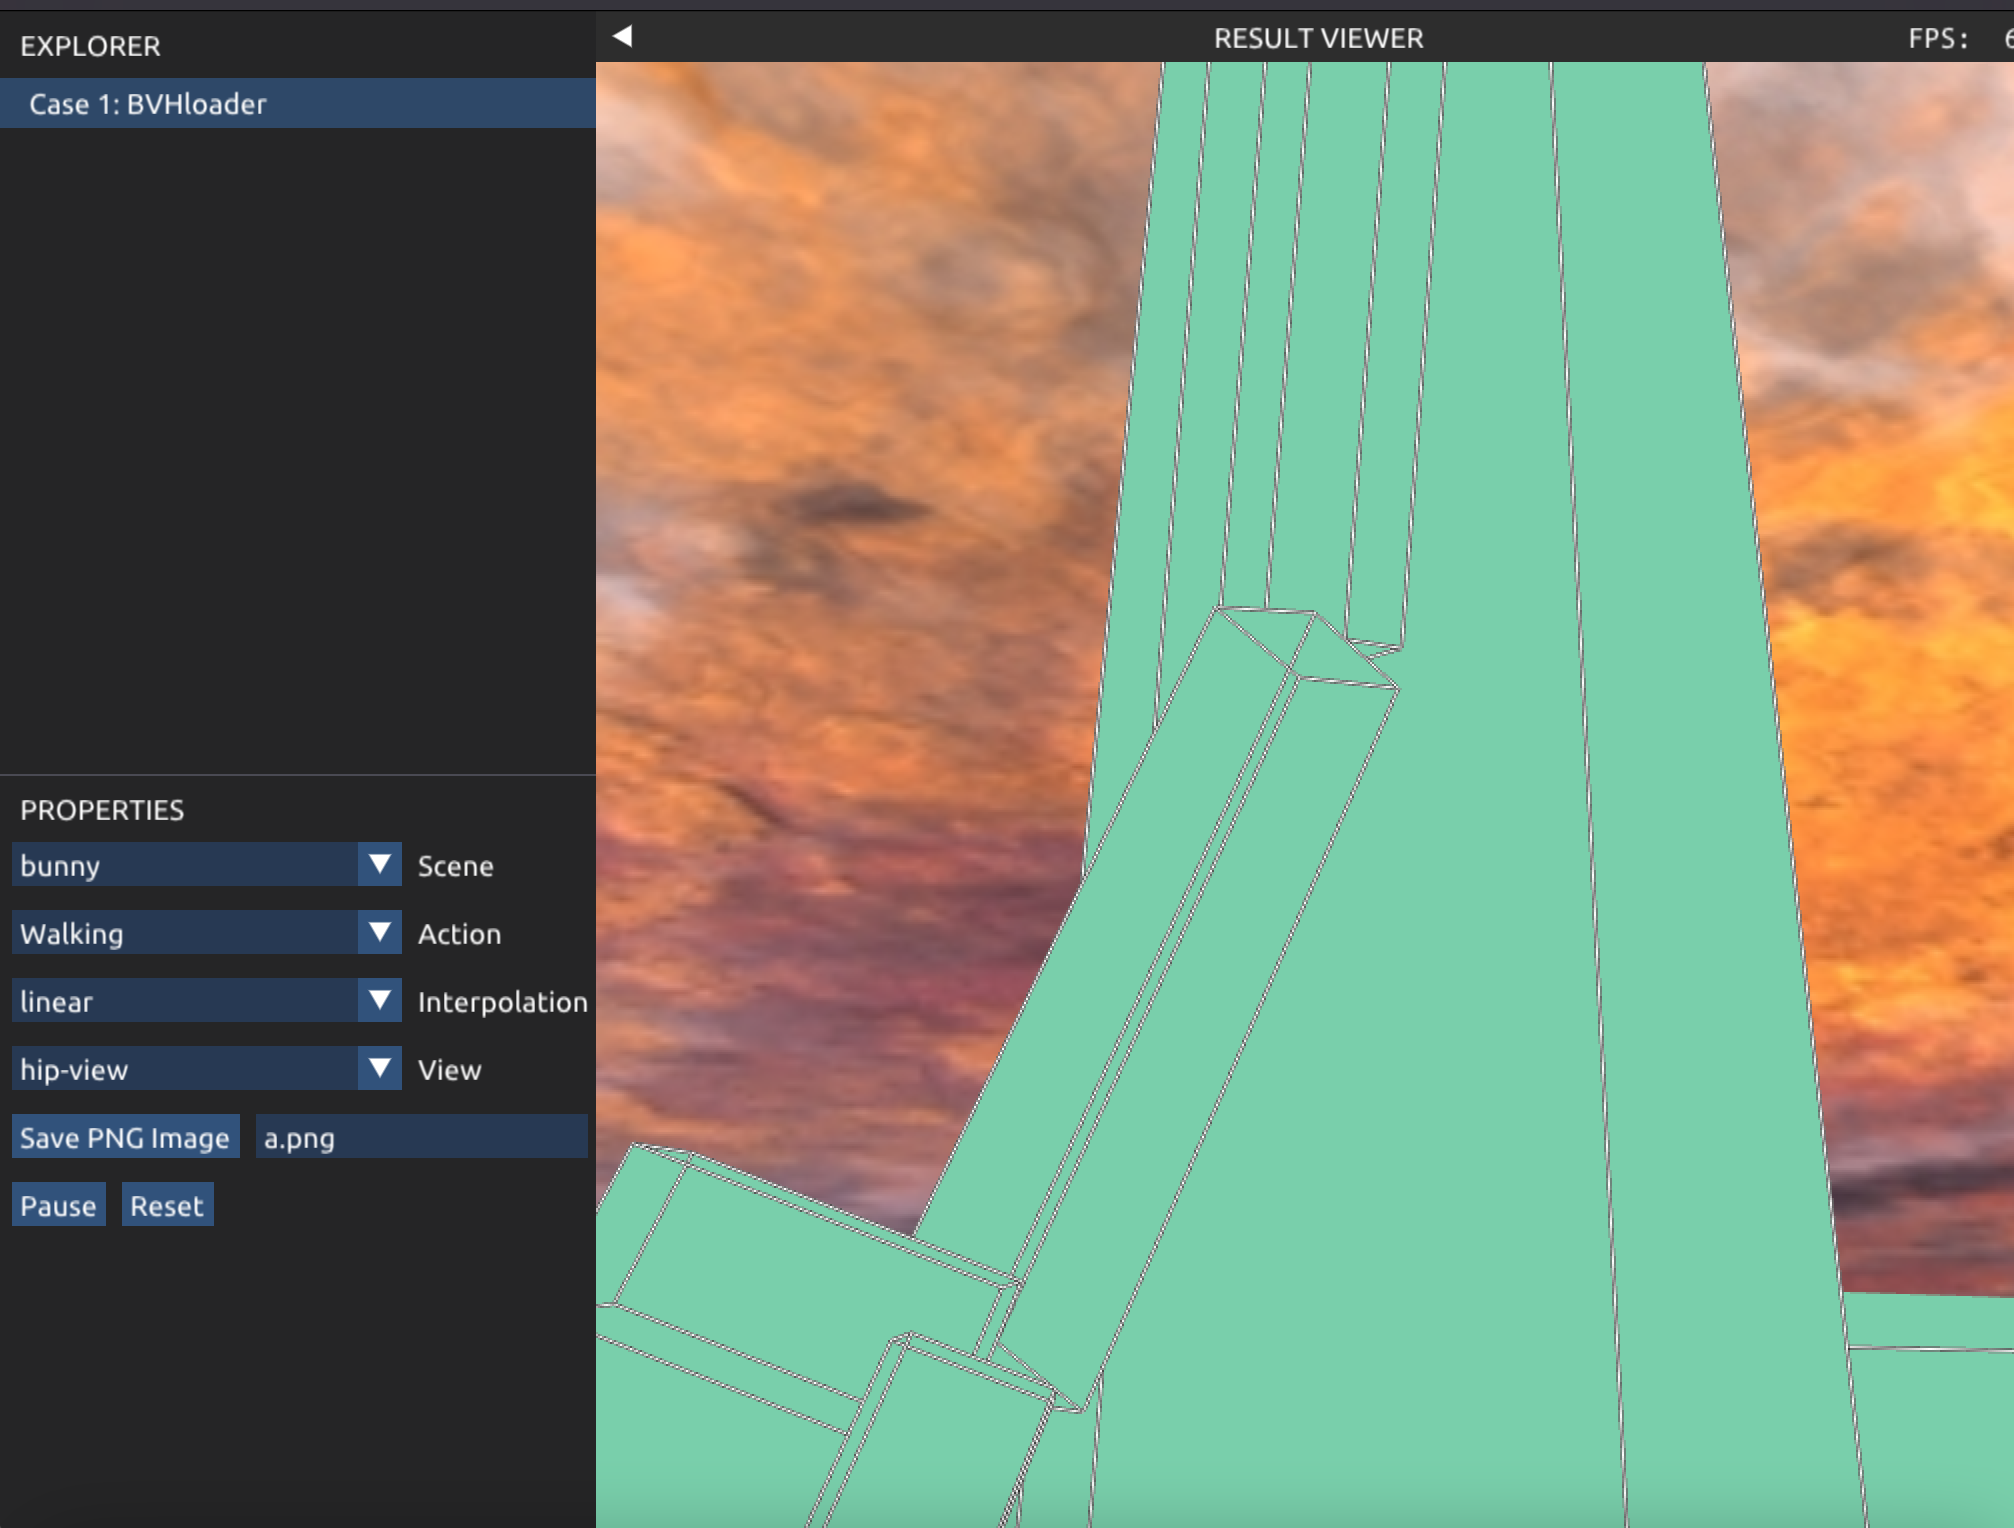 EXPLORER
Case 1: BVHloader
RESULT VIEWER
FPS:
PROPERTIES
bunny Scene
Walking Action
linear Interpolation
hip-view View
Save PNG Image a.png
Pause Reset